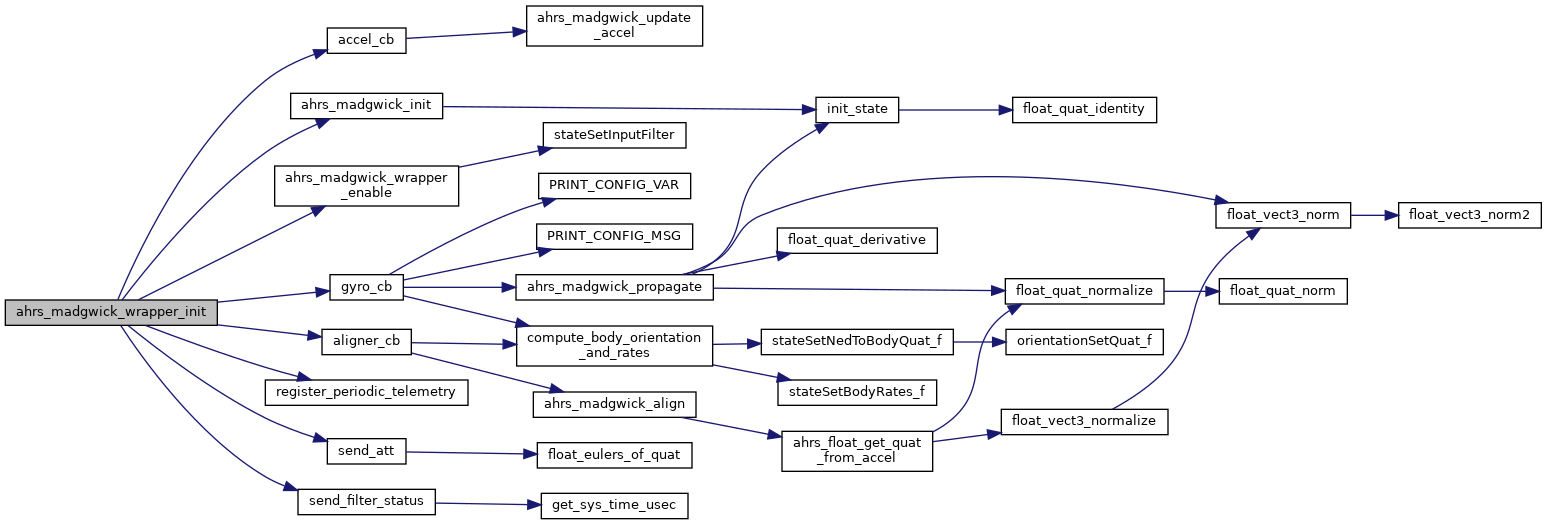 ahrs_madgwick_wrapper_init
accel_cb
ahrs_madgwick_update
_accel
ahrs_madgwick_init
init_state
float_quat_identity
ahrs_madgwick_wrapper
_enable
stateSetInputFilter
gyro_cb
PRINT_CONFIG_VAR
PRINT_CONFIG_MSG
ahrs_madgwick_propagate
float_quat_derivative
float_vect3_norm
float_vect3_norm2
float_quat_normalize
float_quat_norm
aligner_cb
compute_body_orientation
_and_rates
stateSetNedToBodyQuat_f
orientationSetQuat_f
stateSetBodyRates_f
ahrs_madgwick_align
ahrs_float_get_quat
_from_accel
float_vect3_normalize
register_periodic_telemetry
send_att
float_eulers_of_quat
send_filter_status
get_sys_time_usec